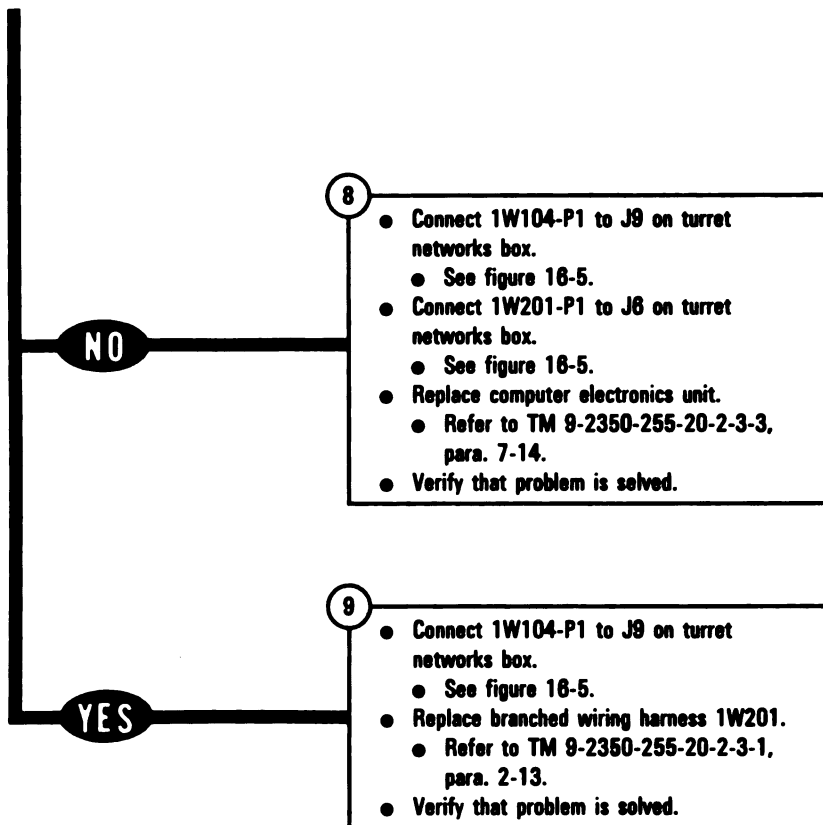 8
● Connect 1W104-P1 to J9 on turret
networks box.
● See figure 16-5.
● Connect 1W201-P1 to J6 on turret
networks box.
● See figure 16-5.
NO
● Replace computer electronics unit.
● Refer to TM 9-2350-255-20-2-3-3,
para. 7-14.
● Verify that problem is solved.
9
● Connect 1W104-P1 to J9 on turret
networks box.
● See figure 16-5.
YES
● Replace branched wiring harness 1W201.
● Refer to TM 9-2350-255-20-2-3-1,
para. 2-13.
● Verify that problem is solved.